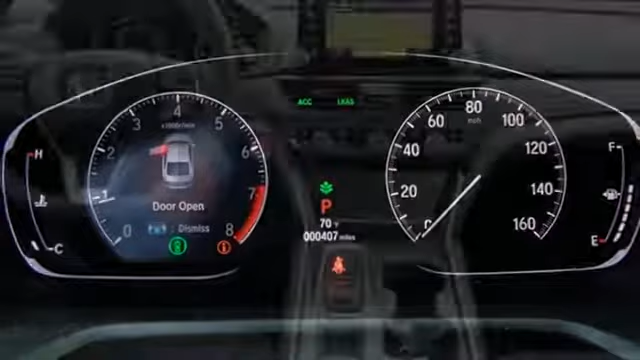 ACC LKAS
H
C
0 1 2 3 4 5 6 7 8
x1000r/min
Door Open
: Dismiss
P
70 °F
000407 miles
0 20 40 60 80 100 120 140 160
mph
F
E